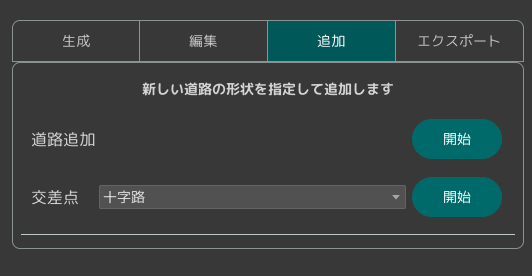 生成 編集 追加 エクスポート
新しい道路の形状を指定して追加します
道路追加 開始
交差点 十字路 開始